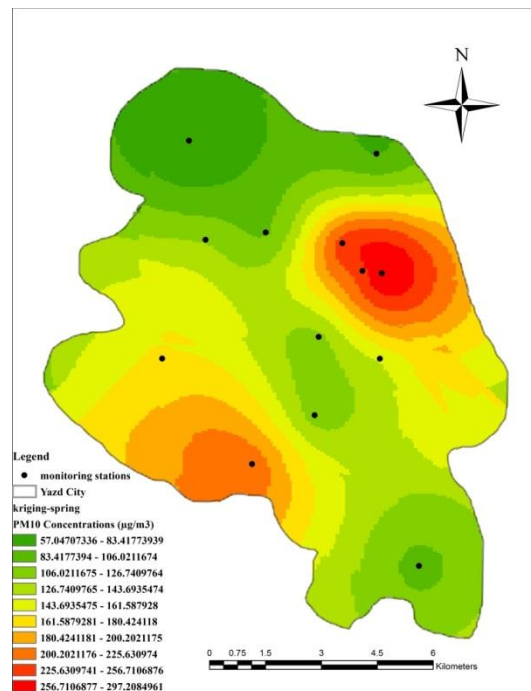 N
Legend
monitoring stations
Yazd City
kriging-spring
PM10 Concentrations (µg/m3)
57.04707336 - 83.41773939
83.4177394 - 106.0211674
106.0211675 - 126.7409764
126.7409765 - 143.6935474
143.6935475 - 161.587928
161.5879281 - 180.424118
180.4241181 - 200.2021175
200.2021176 - 225.630974
225.6309741 - 256.7106876
256.7106877 - 297.2084961
0 0.75 1.5 3 4.5 6
Kilometers